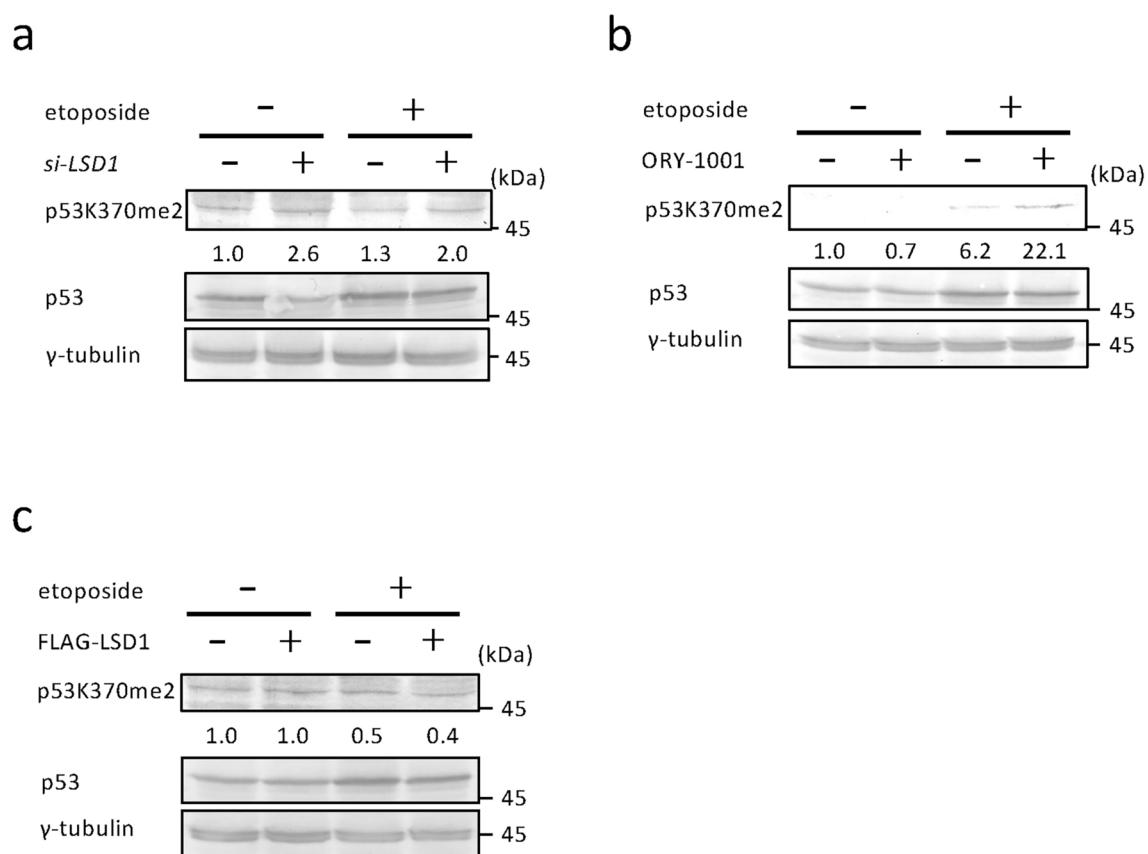 a
etoposide − +
si-LSD1 − + − + (kDa)
p53K370me2 45
1.0 2.6 1.3 2.0
p53 45
γ-tubulin 45
b
etoposide − +
ORY-1001 − + − + (kDa)
p53K370me2 45
1.0 0.7 6.2 22.1
p53 45
γ-tubulin 45
c
etoposide − +
FLAG-LSD1 − + − + (kDa)
p53K370me2 45
1.0 1.0 0.5 0.4
p53 45
γ-tubulin 45